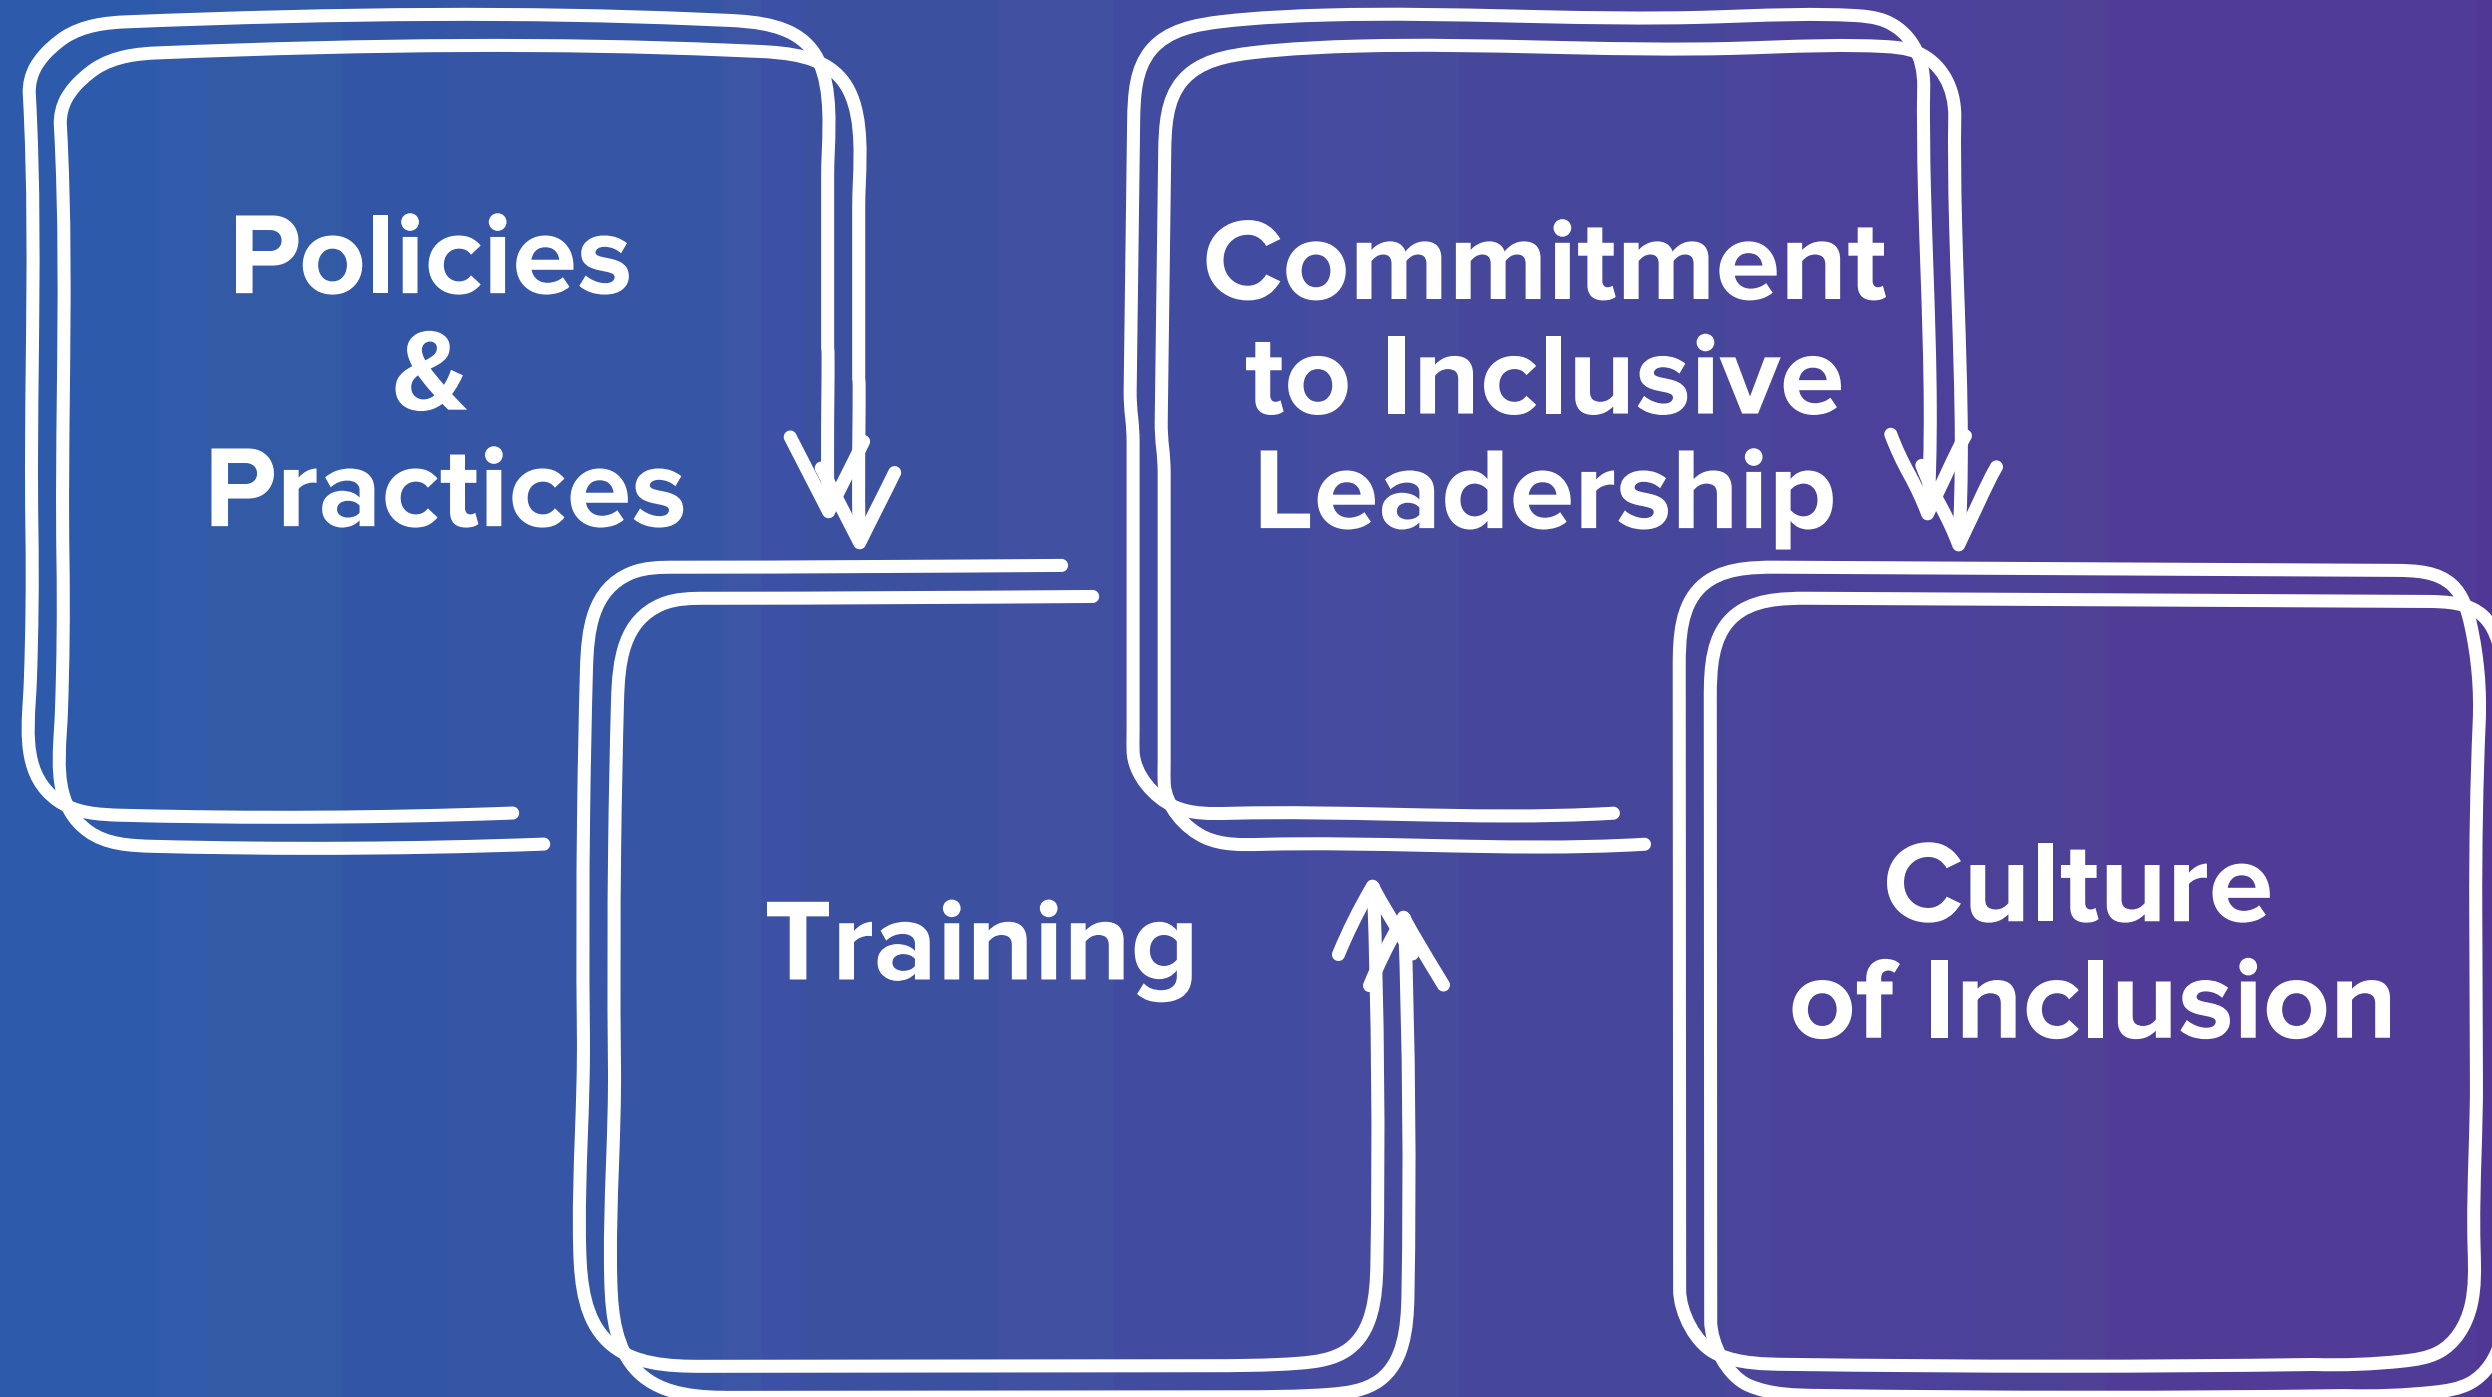 Policies
&
Practices
Training
Commitment
to Inclusive
Leadership
Culture
of Inclusion